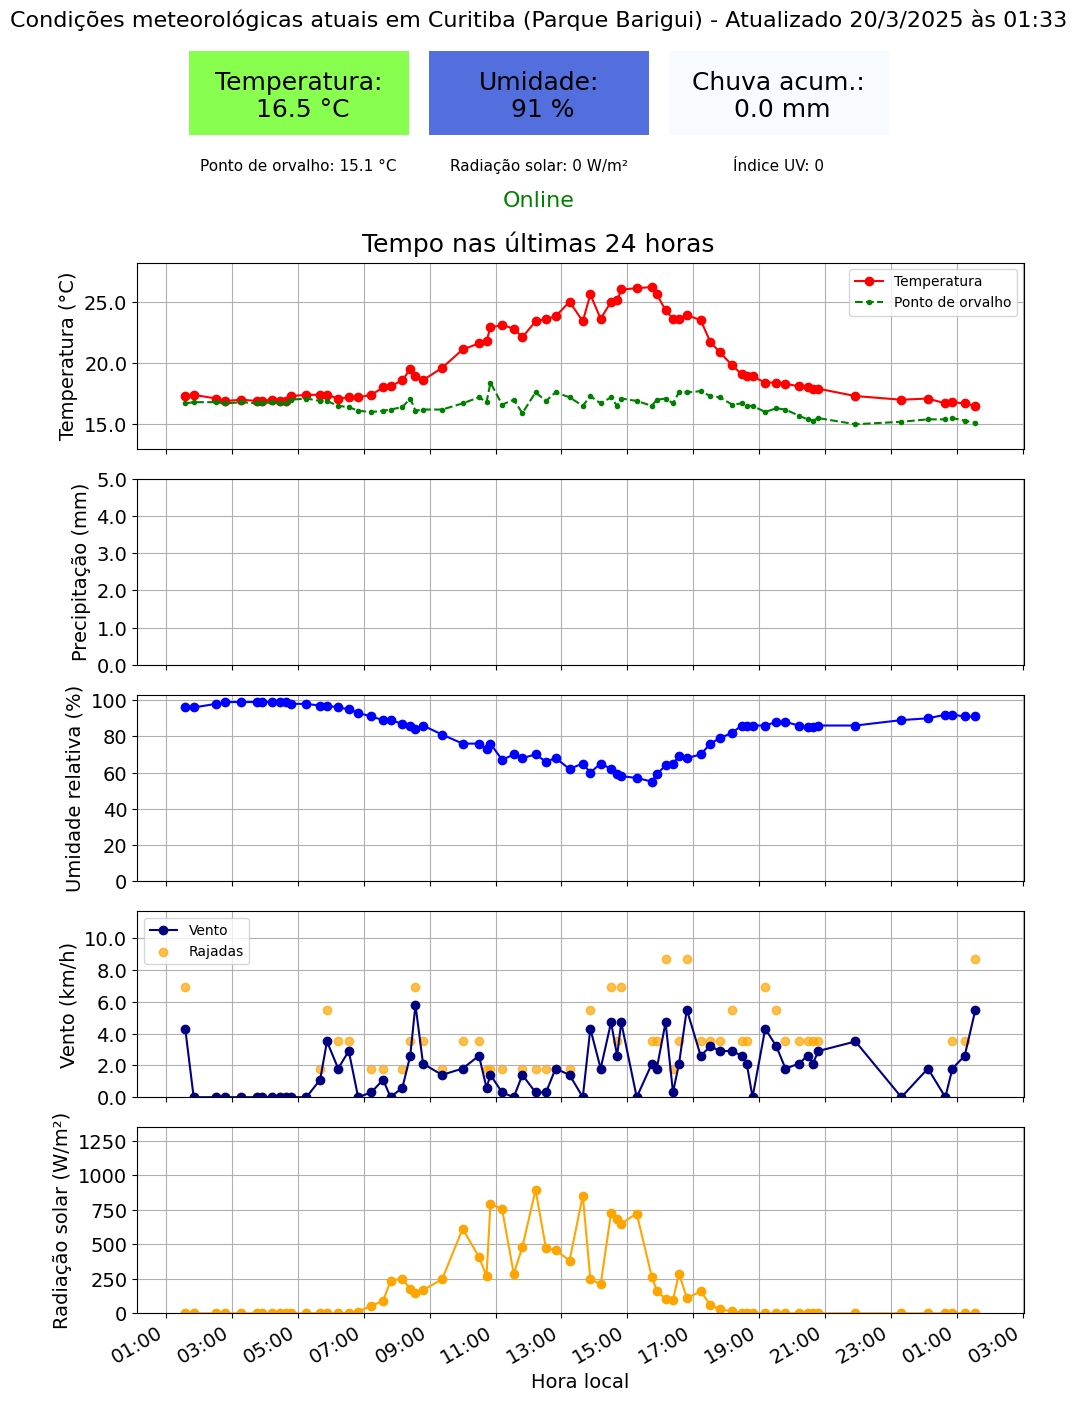 Condições meteorológicas atuais em Curitiba (Parque Barigui) - Atualizado 20/3/2025 às 01:33
Temperatura:
16.5 °C
Umidade:
91 %
Chuva acum.:
0.0 mm
Ponto de orvalho: 15.1 °C
Radiação solar: 0 W/m²
Índice UV: 0
Online
Tempo nas últimas 24 horas
Temperatura (°C)
25.0
20.0
15.0
Temperatura
Ponto de orvalho
Precipitação (mm)
5.0
4.0
3.0
2.0
1.0
0.0
Umidade relativa (%)
100
80
60
40
20
0
Vento (km/h)
10.0
8.0
6.0
4.0
2.0
0.0
Vento
Rajadas
Radiação solar (W/m²)
1250
1000
750
500
250
0
01:00
03:00
05:00
07:00
09:00
11:00
13:00
15:00
17:00
19:00
21:00
23:00
01:00
03:00
Hora local